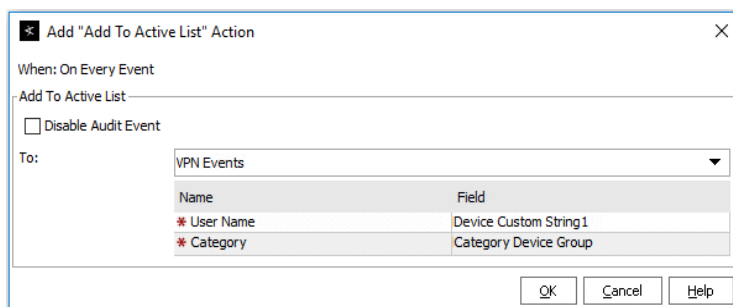 Add "Add To Active List" Action
When: On Every Event
Add To Active List
Disable Audit Event
To: VPN Events
Name Field
* User Name Device Custom String1
* Category Category Device Group
OK Cancel Help